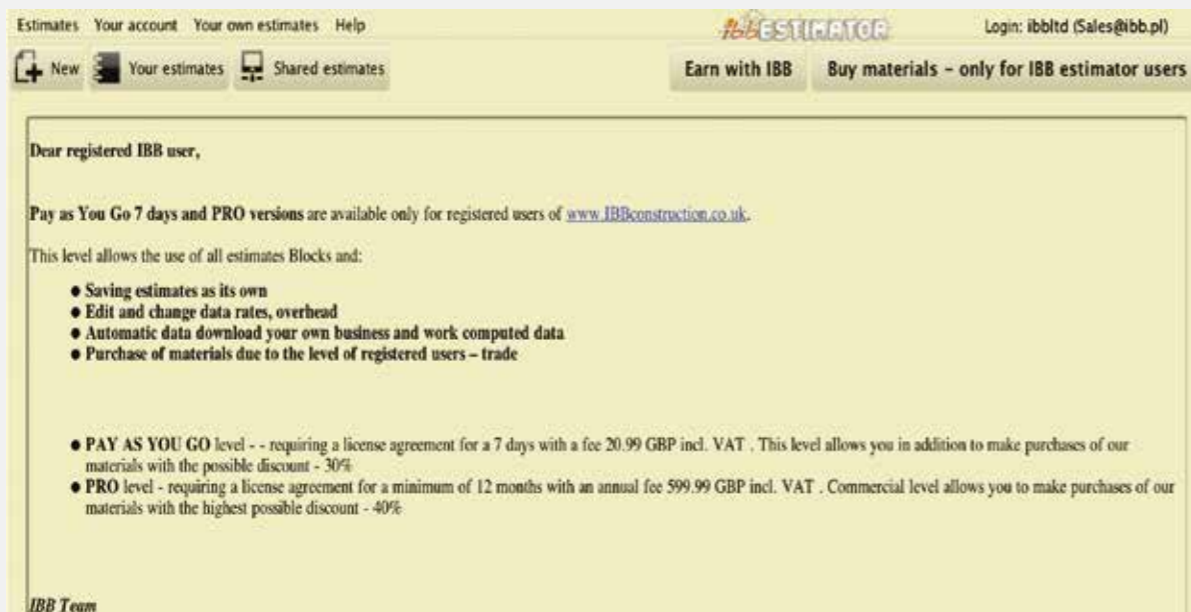 Estimates Your account Your own estimates Help
ibbESTIMATOR
Login: ibbltd (Sales@ibb.pl)
New Your estimates Shared estimates
Earn with IBB Buy materials – only for IBB estimator users
Dear registered IBB user,
Pay as You Go 7 days and PRO versions are available only for registered users of www.IBBconstruction.co.uk.
This level allows the use of all estimates Blocks and:
● Saving estimates as its own
● Edit and change data rates, overhead
● Automatic data download your own business and work computed data
● Purchase of materials due to the level of registered users – trade
● PAY AS YOU GO level - - requiring a license agreement for a 7 days with a fee 20.99 GBP incl. VAT . This level allows you in addition to make purchases of our
materials with the possible discount - 30%
● PRO level - requiring a license agreement for a minimum of 12 months with an annual fee 599.99 GBP incl. VAT . Commercial level allows you to make purchases of our
materials with the highest possible discount - 40%
IBB Team